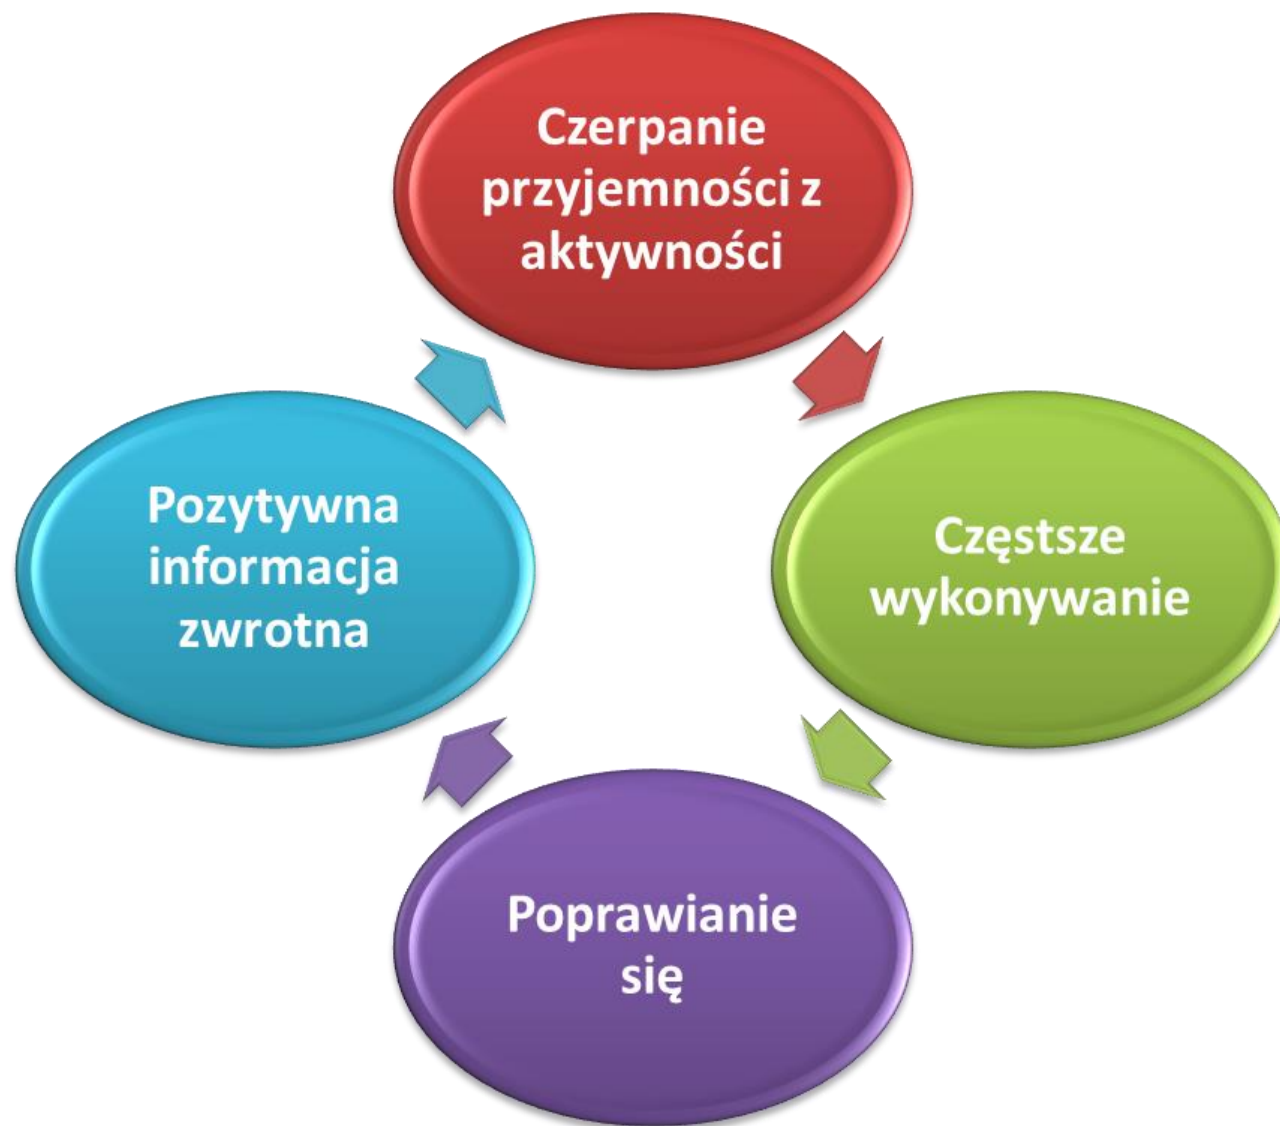 Czerpanie
przyjemności z
aktywności
Częstsze
wykonywanie
Poprawianie
się
Pozytywna
informacja
zwrotna